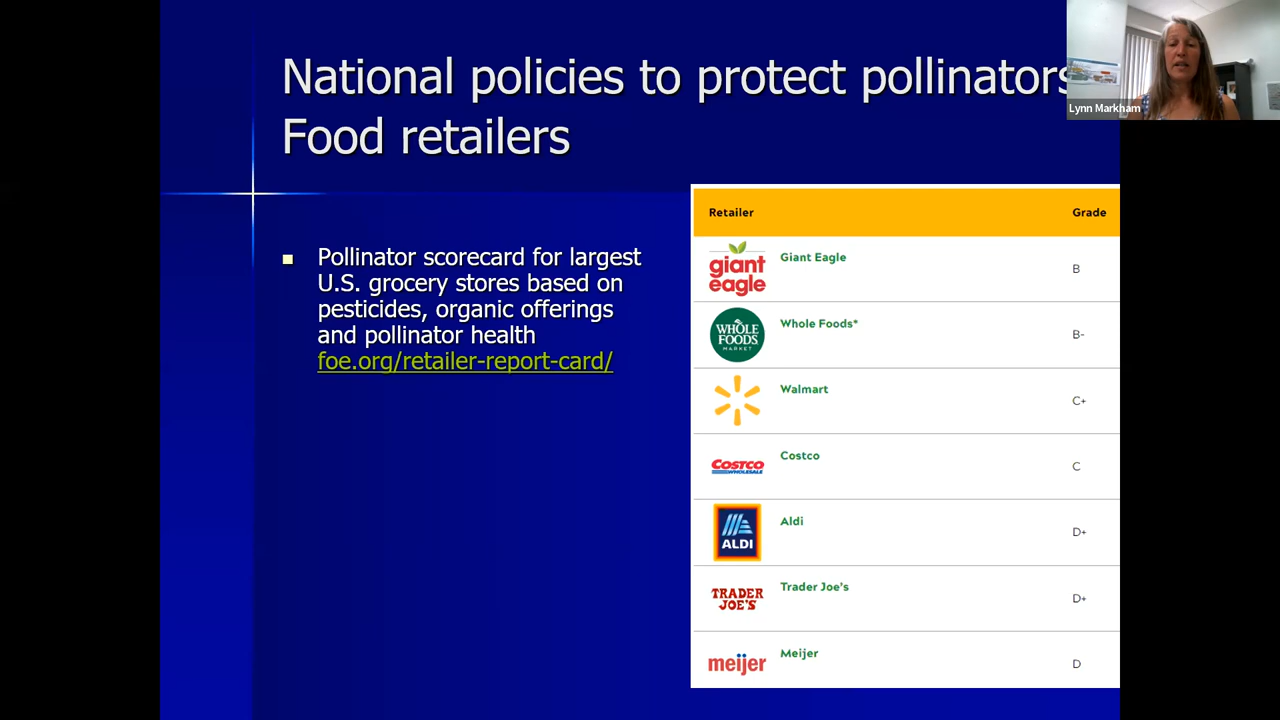 National policies to protect pollinators
Food retailers
Lynn Markham
Pollinator scorecard for largest
U.S. grocery stores based on
pesticides, organic offerings
and pollinator health
foe.org/retailer-report-card/
Retailer Grade
giant
eagle
Giant Eagle B
WHOLE
FOODS
MARKET
Whole Foods* B-
Walmart C+
COSTCO
WHOLESALE
Costco C
ALDI
Aldi D+
TRADER
JOE'S
Trader Joe's D+
meijer
Meijer D